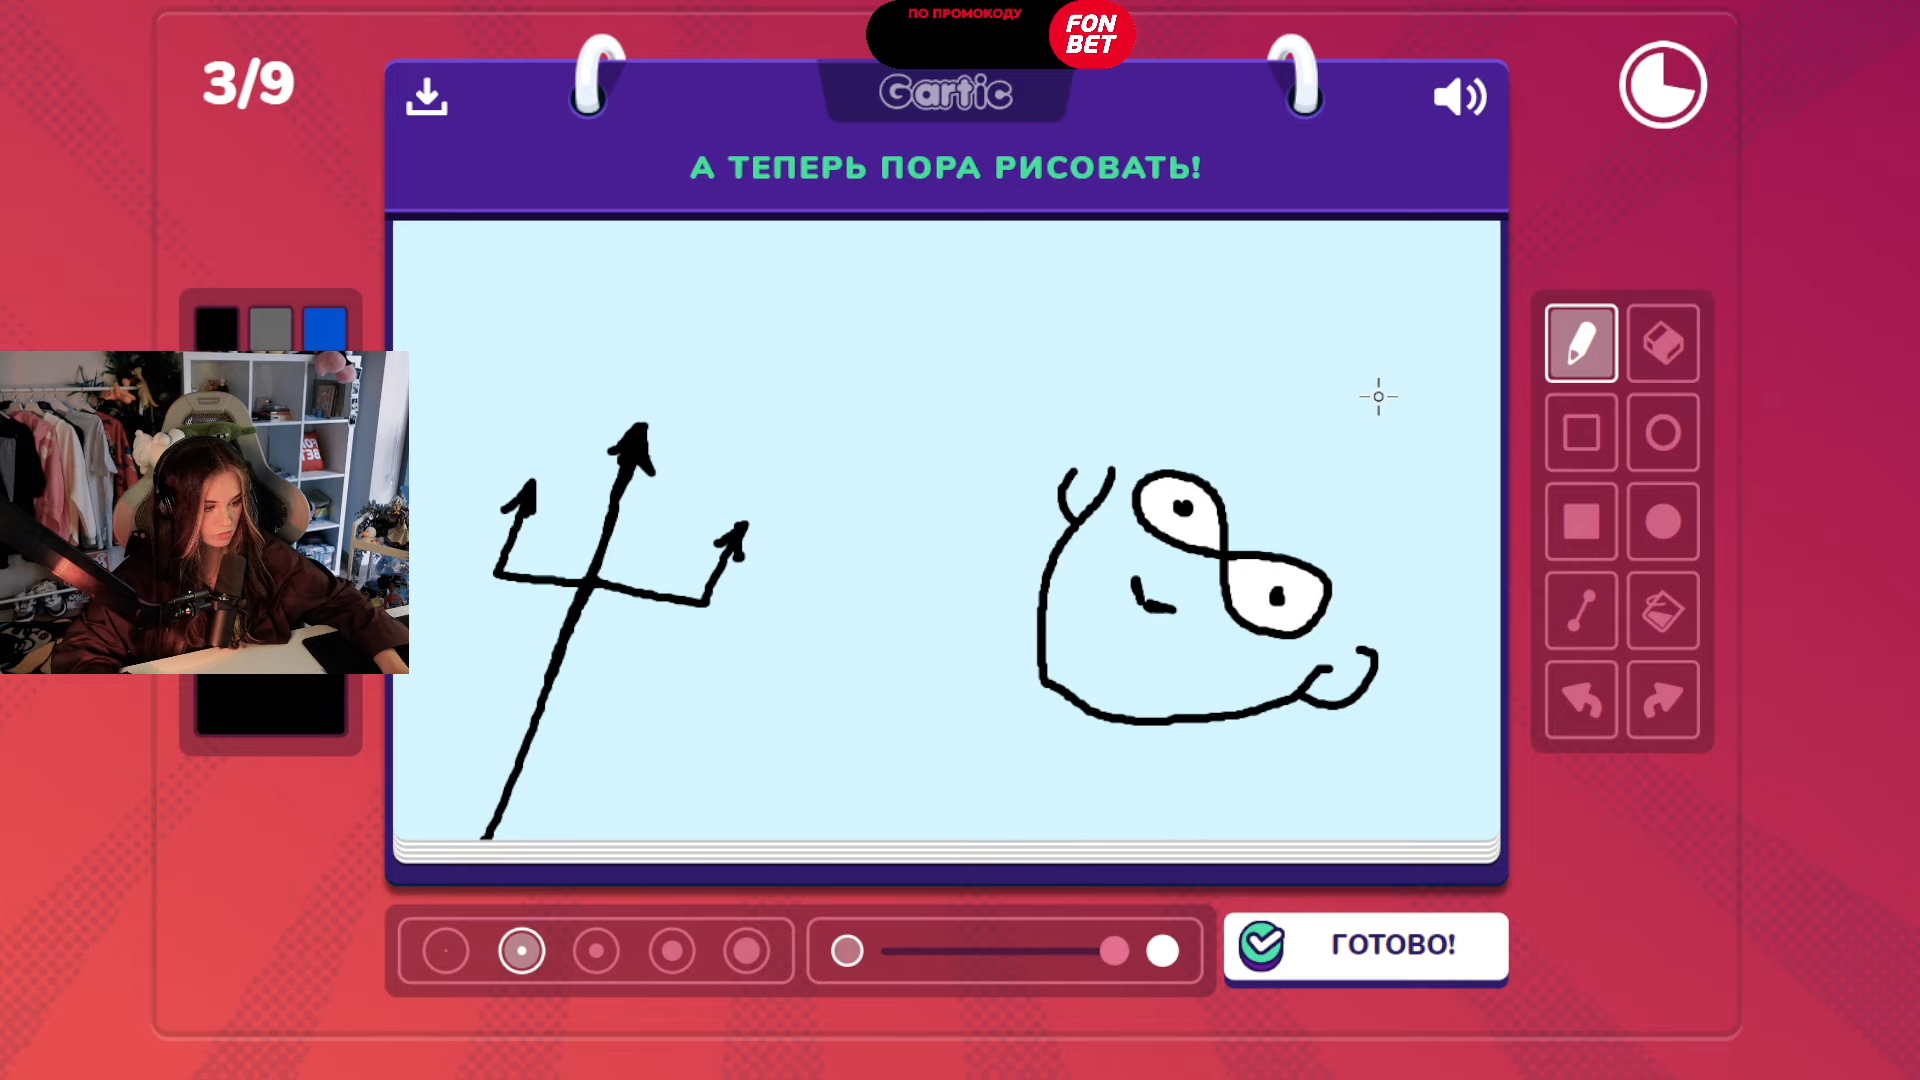 ПО ПРОМОКОДУ
FON
BET
3/9
Gartic
А ТЕПЕРЬ ПОРА РИСОВАТЬ!
ГОТОВО!